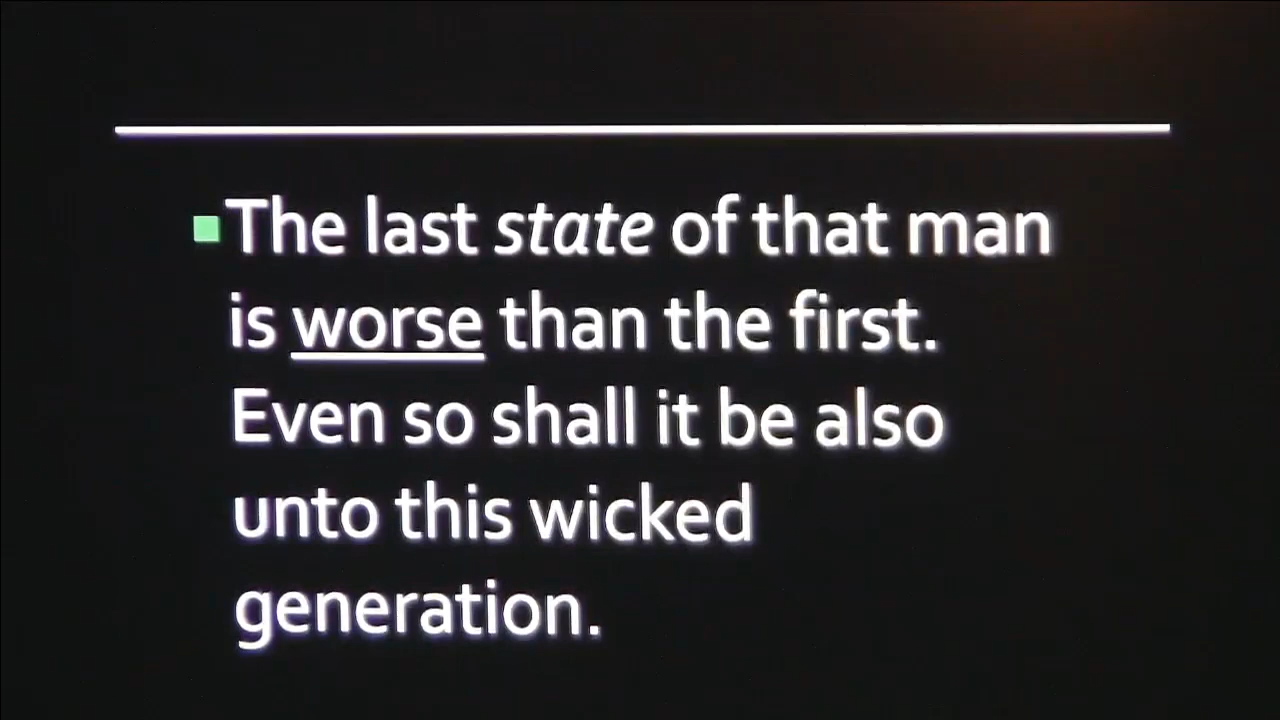 The last state of that man
is worse than the first.
Even so shall it be also
unto this wicked
generation.